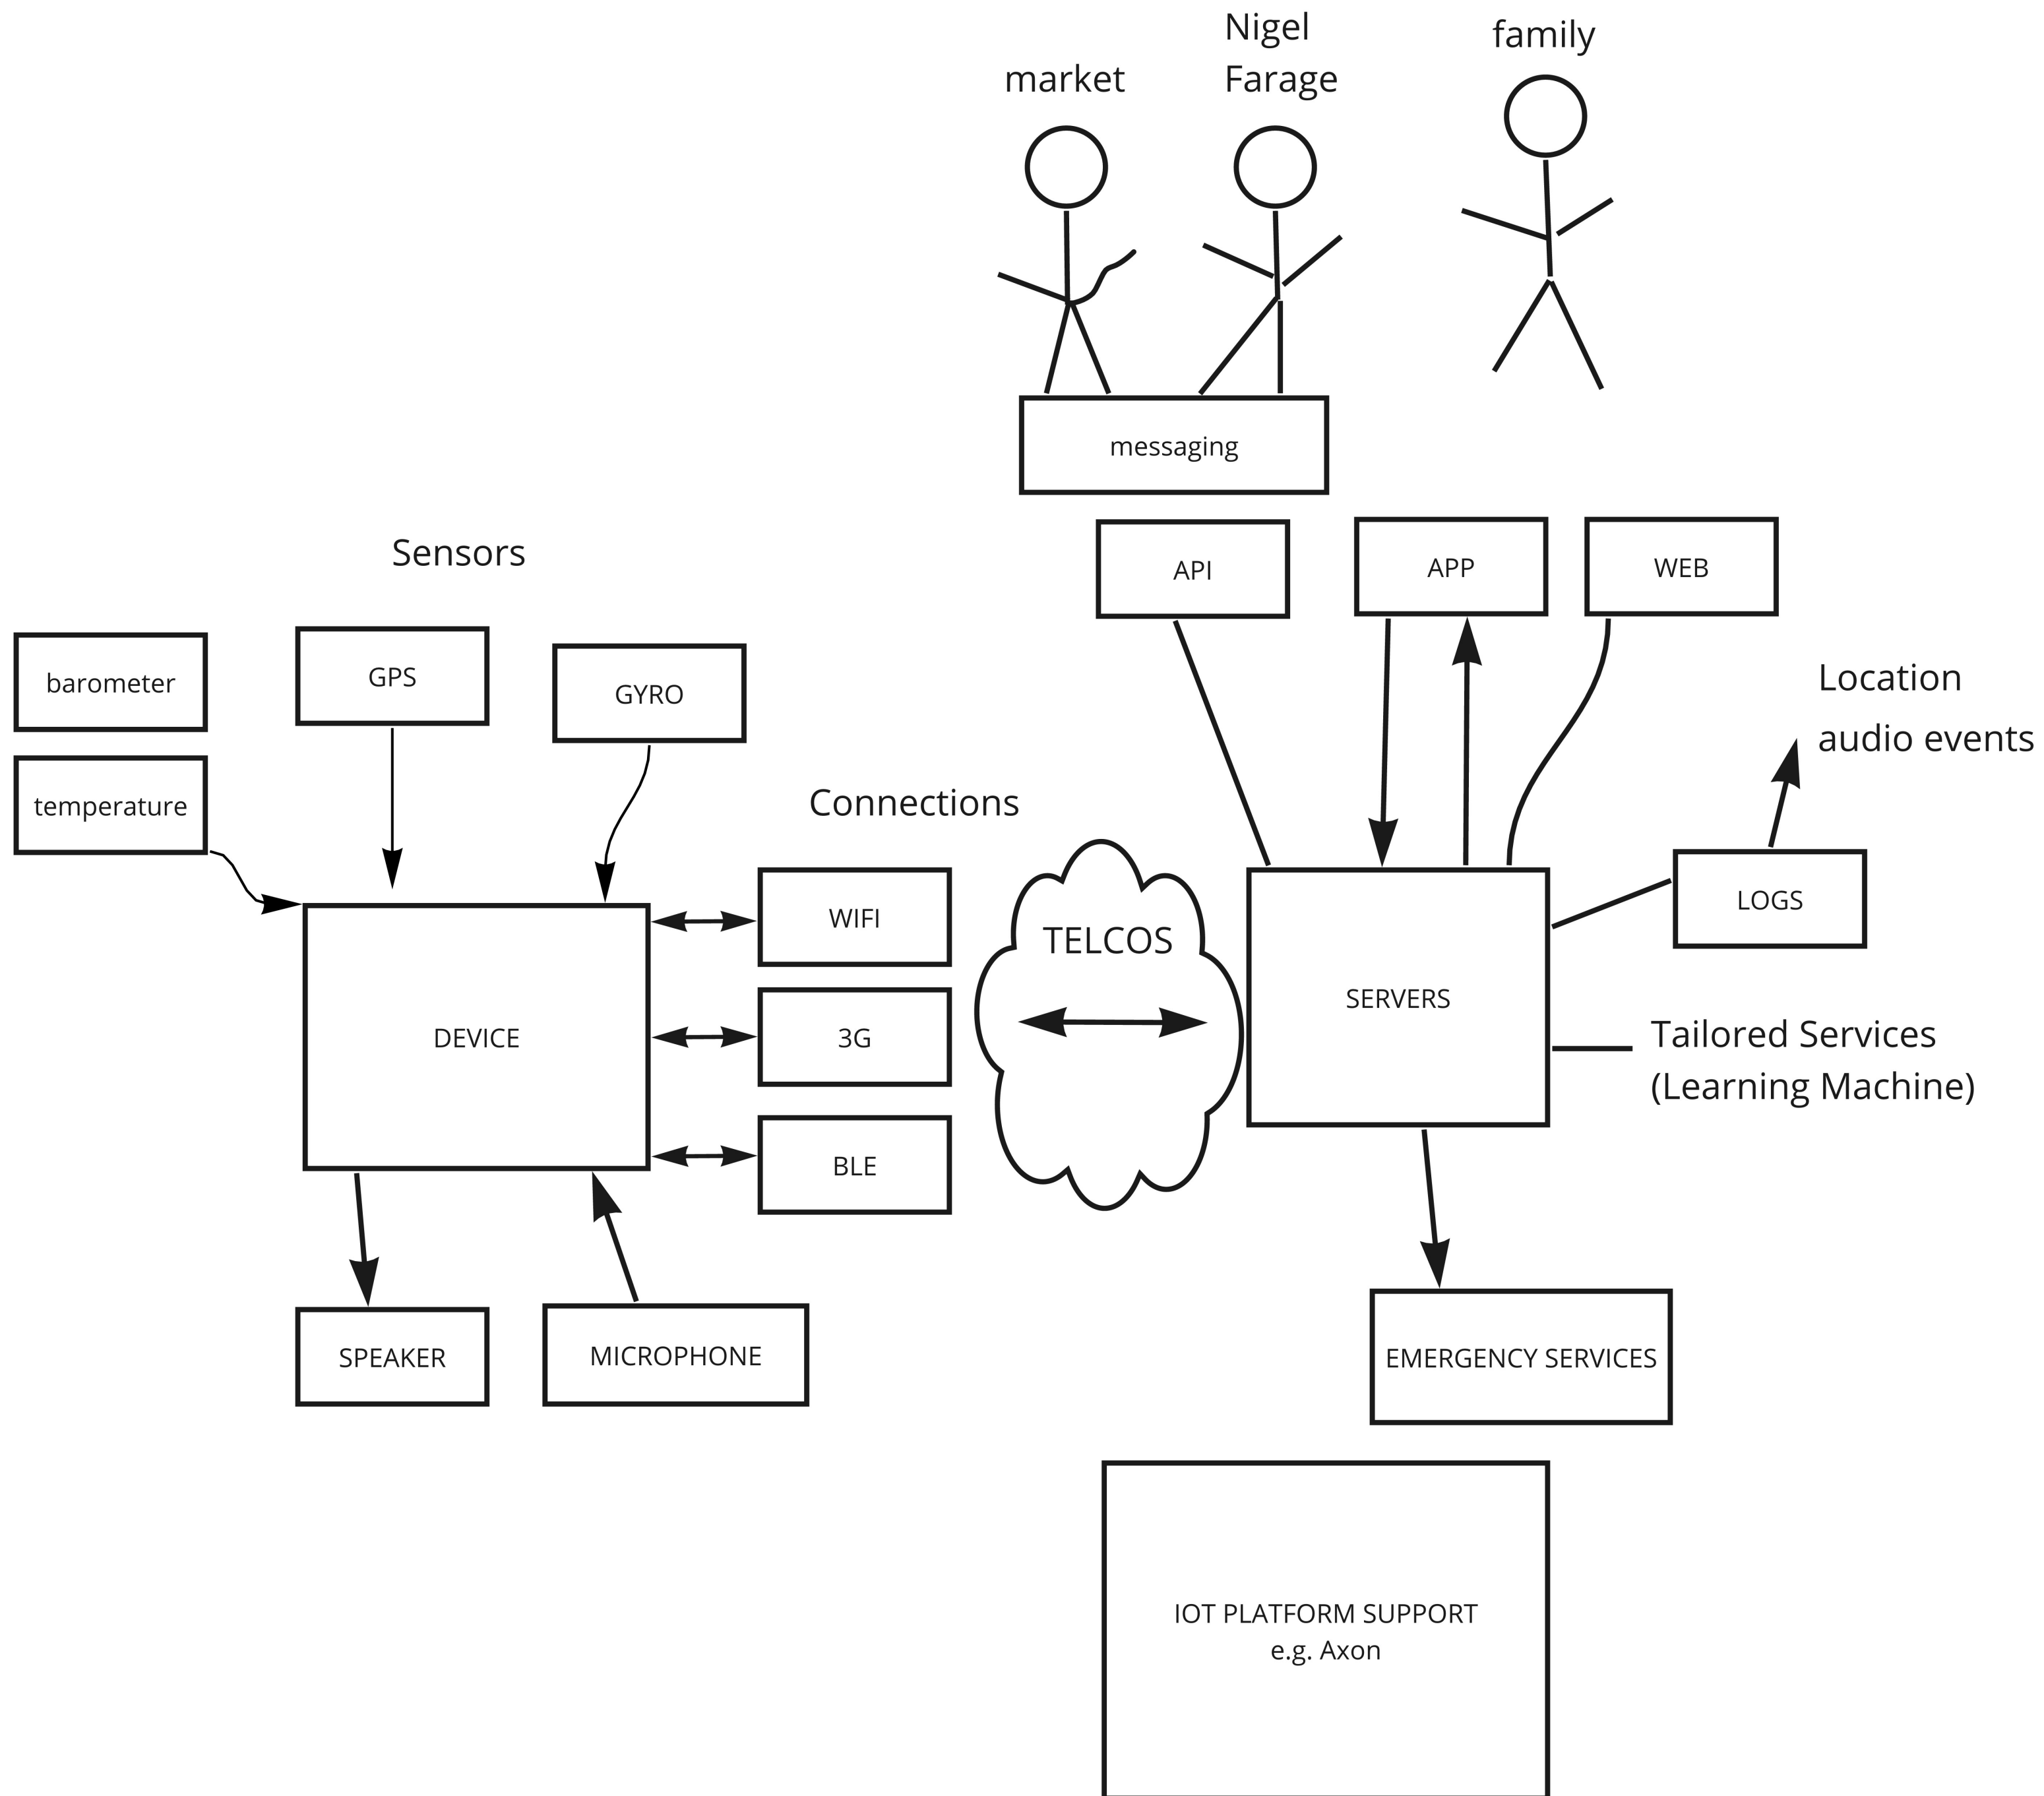 Nigel
Farage
family
market
messaging
Sensors
API
APP
WEB
barometer
GPS
GYRO
Location
audio events
temperature
Connections
WIFI
TELCOS
LOGS
DEVICE
3G
SERVERS
Tailored Services
(Learning Machine)
BLE
SPEAKER
MICROPHONE
EMERGENCY SERVICES
IOT PLATFORM SUPPORT
e.g. Axon